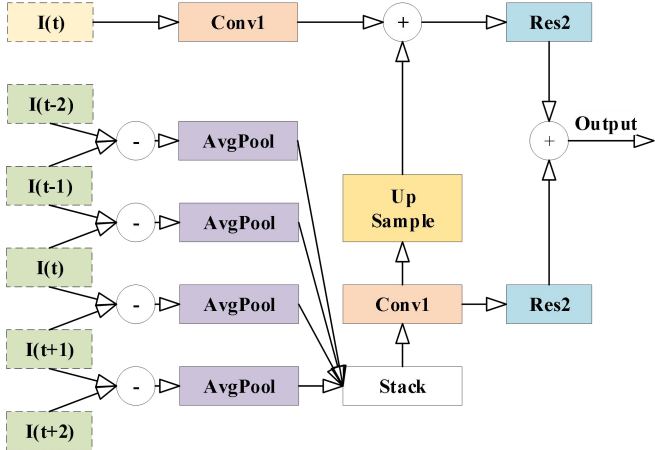 I(t)
Conv1
+
Res2
I(t-2)
-
AvgPool
+
Output
I(t-1)
-
AvgPool
Up
Sample
I(t)
-
AvgPool
Conv1
Res2
I(t+1)
-
AvgPool
Stack
I(t+2)